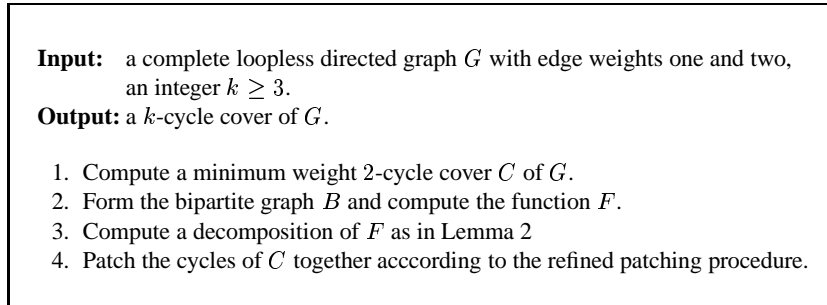 Input: a complete loopless directed graph G with edge weights one and two,
an integer k ≥ 3.
Output: a k-cycle cover of G.
1. Compute a minimum weight 2-cycle cover C of G.
2. Form the bipartite graph B and compute the function F.
3. Compute a decomposition of F as in Lemma 2
4. Patch the cycles of C together acccording to the refined patching procedure.